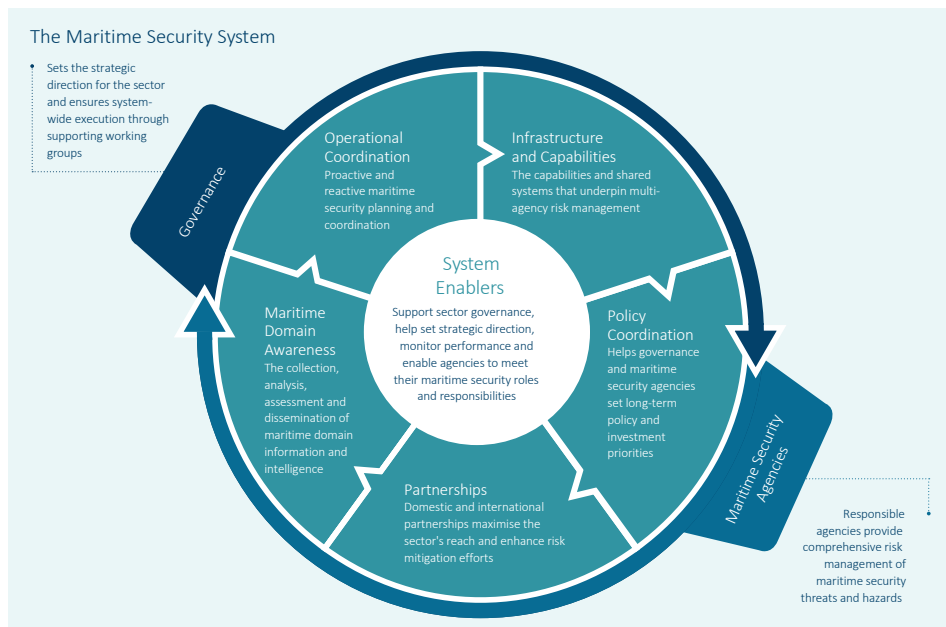 The Maritime Security System
Sets the strategic
direction for the sector
and ensures system-
wide execution through
supporting working
groups
Governance
Operational
Coordination
Proactive and
reactive maritime
security planning and
coordination
Infrastructure
and Capabilities
The capabilities and shared
systems that underpin multi-
agency risk management
System
Enablers
Support sector governance,
help set strategic direction,
monitor performance and
enable agencies to meet
their maritime security roles
and responsibilities
Maritime
Domain
Awareness
The collection,
analysis,
assessment and
dissemination of
maritime domain
information and
intelligence
Policy
Coordination
Helps governance
and maritime
security agencies
set long-term
policy and
investment
priorities
Partnerships
Domestic and international
partnerships maximise the
sector's reach and enhance risk
mitigation efforts
Maritime Security
Agencies
Responsible
agencies provide
comprehensive risk
management of
maritime security
threats and hazards